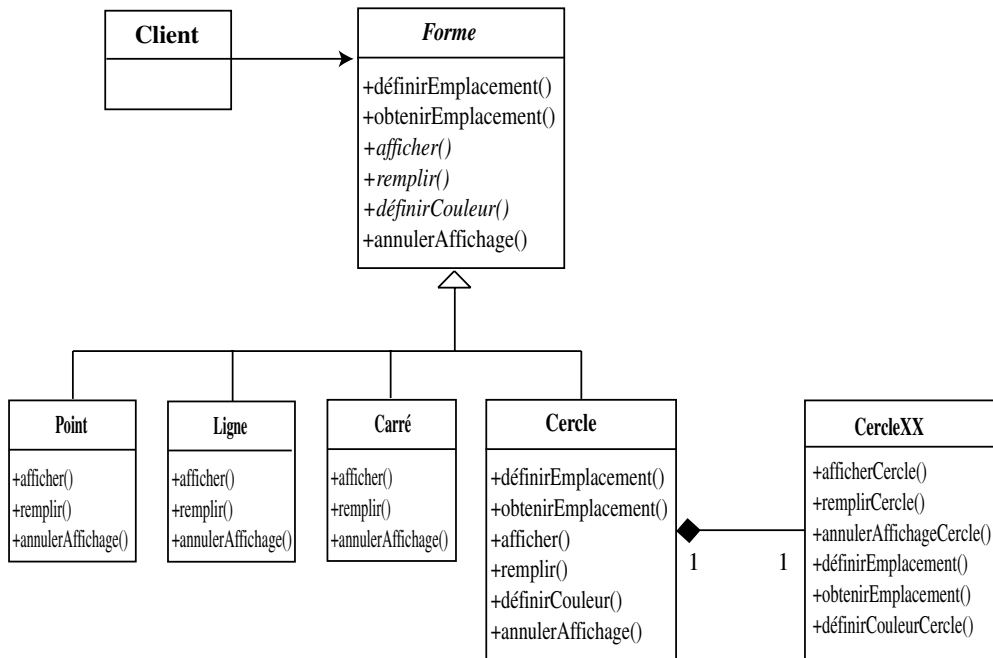 Client
Forme
+définirEmplacement()
+obtenirEmplacement()
+afficher()
+remplir()
+définirCouleur()
+annulerAffichage()
Point
+afficher()
+remplir()
+annulerAffichage()
Ligne
+afficher()
+remplir()
+annulerAffichage()
Carré
+afficher()
+remplir()
+annulerAffichage()
Cercle
+définirEmplacement()
+obtenirEmplacement()
+afficher()
+remplir()
+définirCouleur()
+annulerAffichage()
1 1
CercleXX
+afficherCercle()
+remplirCercle()
+annulerAffichageCercle()
+définirEmplacement()
+obtenirEmplacement()
+définirCouleurCercle()